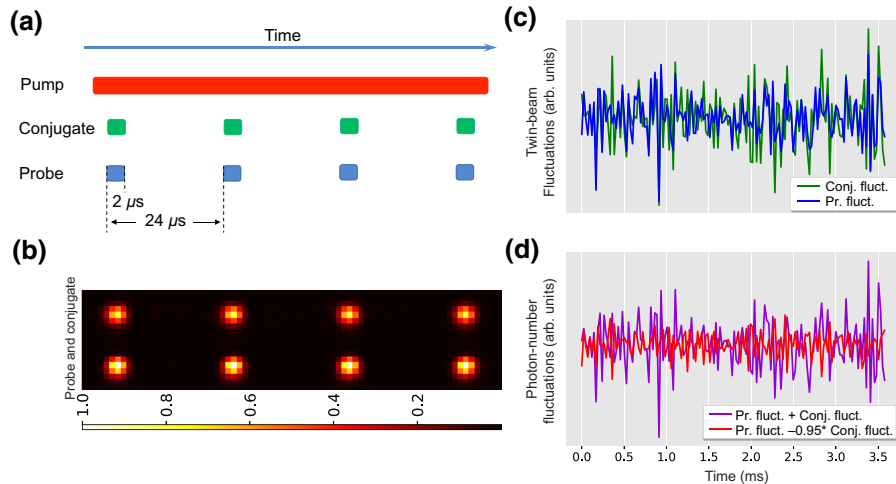 (a)
Time
Pump
Conjugate
Probe
2 µs
24 µs
(b)
Probe and conjugate
1.0
0.8
0.6
0.4
0.2
(c)
Twin-beam
Fluctuations (arb. units)
Conj. fluct.
Pr. fluct.
(d)
Photon-number
fluctuations (arb. units)
Pr. fluct. + Conj. fluct.
Pr. fluct. –0.95* Conj. fluct.
0.0 0.5 1.0 1.5 2.0 2.5 3.0 3.5
Time (ms)